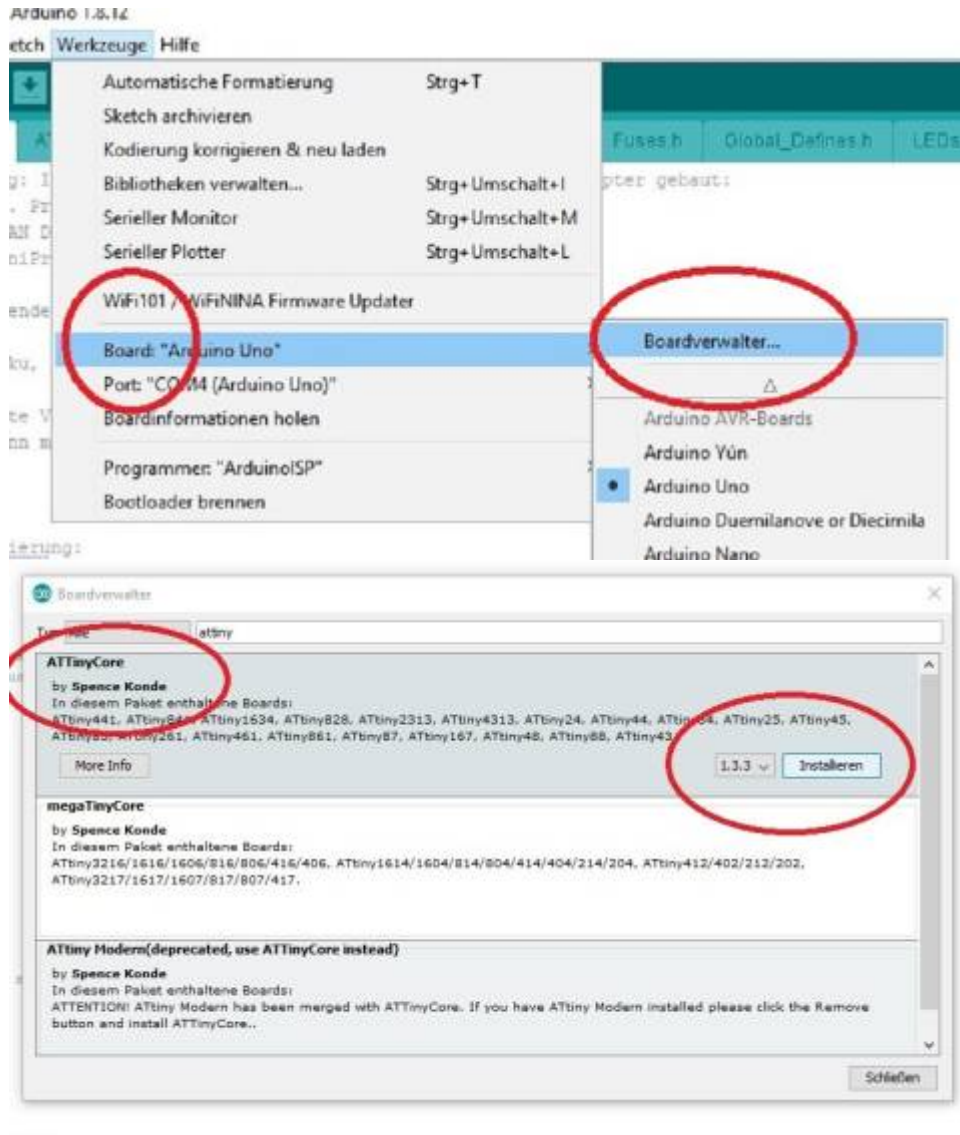 Arduino 1.8.12
etch Werkzeuge Hilfe
Automatische Formatierung Strg+T
Sketch archivieren
Kodierung korrigieren & neu laden
Bibliotheken verwalten... Strg+Umschalt+I
Serieller Monitor Strg+Umschalt+M
Serieller Plotter Strg+Umschalt+L
WiFi101 / WiFiNINA Firmware Updater
Board: "Arduino Uno"
Port: "COM4 (Arduino Uno)"
Boardinformationen holen
Programmer: "ArduinoISP"
Bootloader brennen
Fuses.h Global_Defines.h LEDs
pter gebaut:
Boardverwalter...
Arduino AVR-Boards
Arduino Yún
Arduino Uno
Arduino Duemilanove or Diecimila
Arduino Nano
ierung:
Boardverwalter
Typ Alle attiny
ATTinyCore
by Spence Konde
In diesem Paket enthaltene Boards:
ATtiny441, ATtiny841, ATtiny1634, ATtiny828, ATtiny2313, ATtiny4313, ATtiny24, ATtiny44, ATtiny84, ATtiny25, ATtiny45,
ATtiny85, ATtiny261, ATtiny461, ATtiny861, ATtiny87, ATtiny167, ATtiny48, ATtiny88, ATtiny43
More Info 1.3.3 Installieren
megaTinyCore
by Spence Konde
In diesem Paket enthaltene Boards:
ATtiny3216/1616/1606/816/806/416/406, ATtiny1614/1604/814/804/414/404/214/204, ATtiny412/402/212/202,
ATtiny3217/1617/1607/817/807/417.
ATtiny Modern(deprecated, use ATTinyCore instead)
by Spence Konde
In diesem Paket enthaltene Boards:
ATTENTION! ATtiny Modern has been merged wth ATTinyCore. If you have ATtiny Modern installed please click the Remove
button and install ATTinyCore..
Schließen